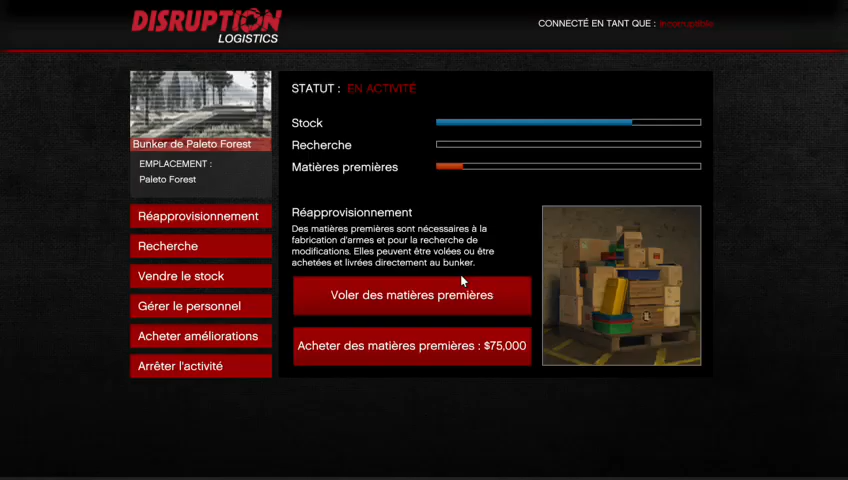 DISRUPTION
LOGISTICS
CONNECTÉ EN TANT QUE :
Bunker de Paleto Forest
EMPLACEMENT :
Paleto Forest
Réapprovisionnement
Recherche
Vendre le stock
Gérer le personnel
Acheter améliorations
Arrêter l'activité
STATUT : EN ACTIVITÉ
Stock
Recherche
Matières premières
Réapprovisionnement
Des matières premières sont nécessaires à la
fabrication d'armes et pour la recherche de
modifications. Elles peuvent être volées ou être
achetées et livrées directement au bunker.
Voler des matières premières
Acheter des matières premières : $75,000